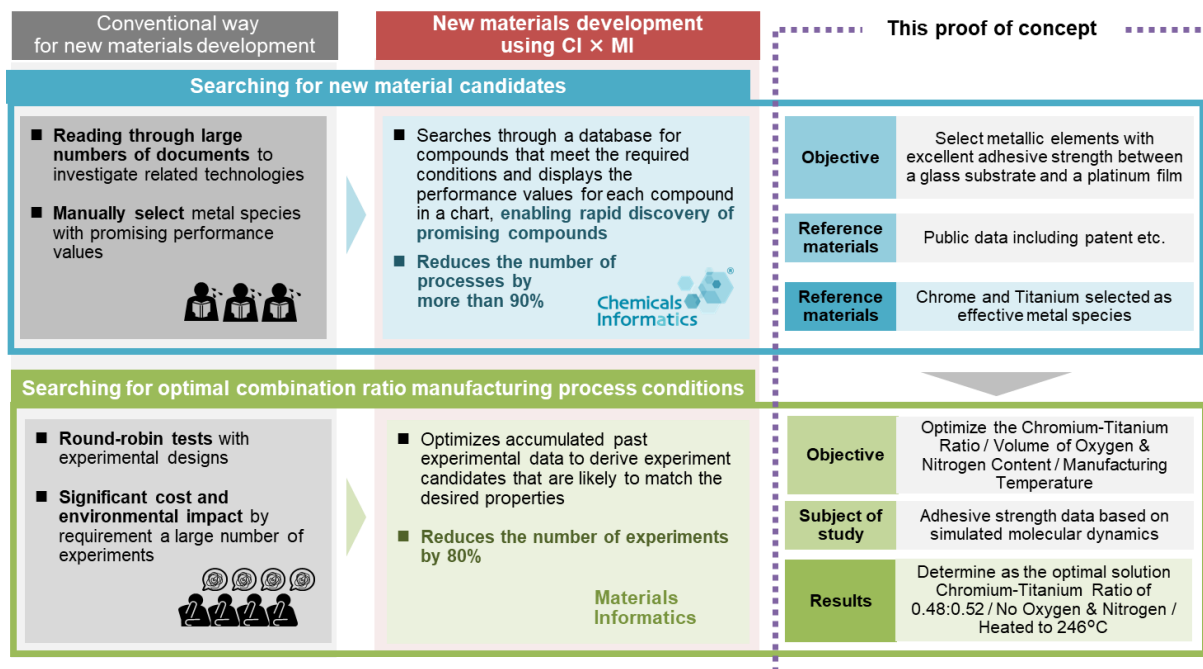 Conventional way
for new materials development
New materials development
using CI × MI
This proof of concept
Searching for new material candidates
■ Reading through large
numbers of documents to
investigate related technologies
■ Manually select metal species
with promising performance
values
■ Searches through a database for
compounds that meet the required
conditions and displays the
performance values for each compound
in a chart, enabling rapid discovery of
promising compounds
■ Reduces the number of
processes by
more than 90%
®
Chemicals
Informatics
Objective
Select metallic elements with
excellent adhesive strength between
a glass substrate and a platinum film
Reference
materials
Public data including patent etc.
Reference
materials
Chrome and Titanium selected as
effective metal species
Searching for optimal combination ratio manufacturing process conditions
■ Round-robin tests with
experimental designs
■ Significant cost and
environmental impact by
requirement a large number of
experiments
■ Optimizes accumulated past
experimental data to derive experiment
candidates that are likely to match the
desired properties
■ Reduces the number of experiments
by 80%
Materials
Informatics
Objective
Optimize the Chromium-Titanium
Ratio / Volume of Oxygen &
Nitrogen Content / Manufacturing
Temperature
Subject of
study
Adhesive strength data based on
simulated molecular dynamics
Results
Determine as the optimal solution
Chromium-Titanium Ratio of
0.48:0.52 / No Oxygen & Nitrogen /
Heated to 246°C